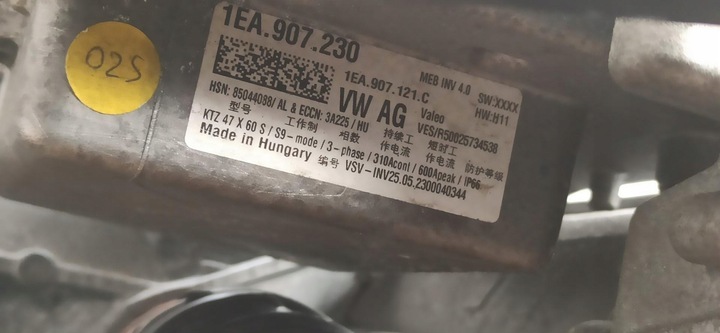 02S
1EA.907.230
1EA.907.121.C MEB INV 4.0 SW:XXXX
VW AG Valeo HW:H11
HSN: 85044098/ AL & ECCN: 3A225 / HU VES/R50025734538
型号 工作制 相数 持续工作电流 短时工作电流 防护等级
KTZ 47 X 60 S / S9-mode / 3-phase / 310Aconl / 600Apeak / IP66
Made in Hungary 编号 VSV-INV25.05.2300040344